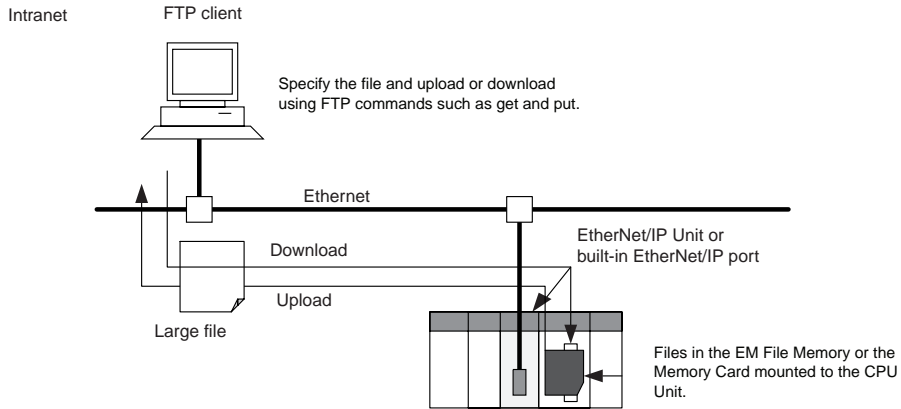 Intranet
FTP client
Specify the file and upload or download
using FTP commands such as get and put.
Ethernet
EtherNet/IP Unit or
built-in EtherNet/IP port
Download
Upload
Large file
Files in the EM File Memory or the
Memory Card mounted to the CPU
Unit.